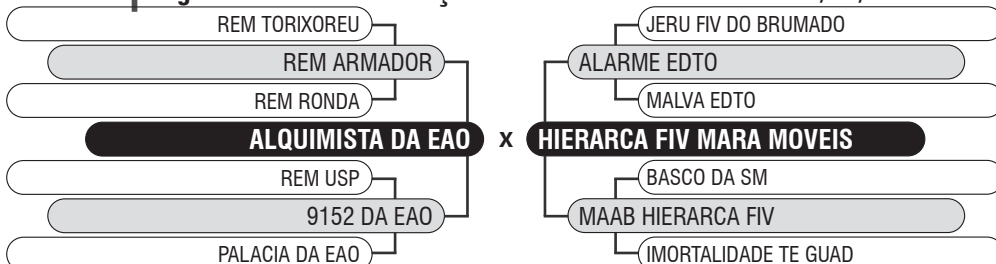 REM TORIXOREU
JERU FIV DO BRUMADO
REM ARMADOR
ALARME EDTO
REM RONDA
MALVA EDTO
ALQUIMISTA DA EAO x HIERARCA FIV MARA MOVEIS
REM USP
BASCO DA SM
9152 DA EAO
MAAB HIERARCA FIV
PALACIA DA EAO
IMORTALIDADE TE GUAD